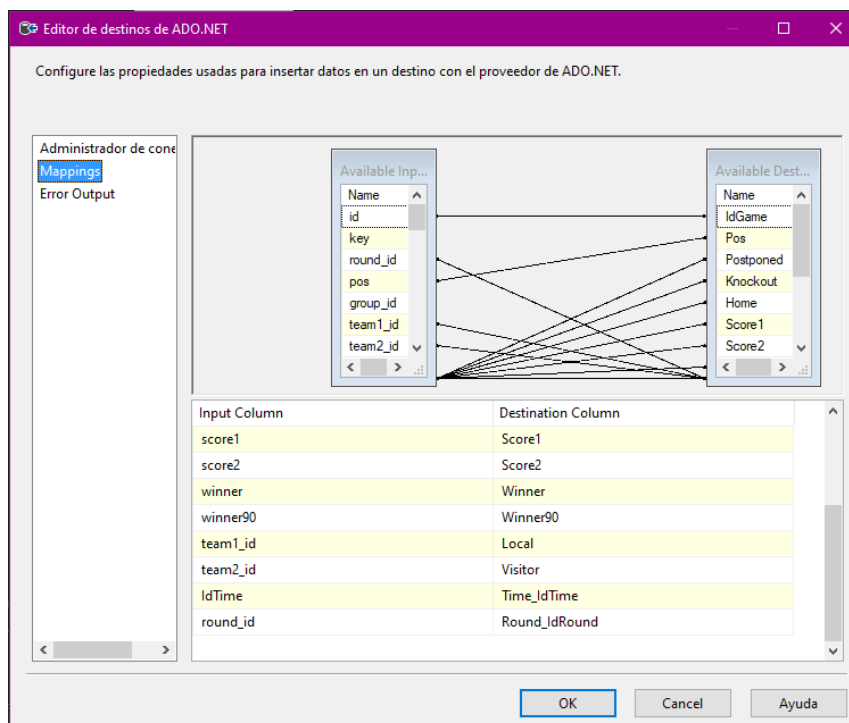 Editor de destinos de ADO.NET
Configure las propiedades usadas para insertar datos en un destino con el proveedor de ADO.NET.
Administrador de cone
Mappings
Error Output
Available Inp...
Name
id
key
round_id
pos
group_id
team1_id
team2_id
Available Dest...
Name
IdGame
Pos
Postponed
Knockout
Home
Score1
Score2
Input Column Destination Column
score1 Score1
score2 Score2
winner Winner
winner90 Winner90
team1_id Local
team2_id Visitor
IdTime Time_IdTime
round_id Round_IdRound
OK Cancel Ayuda